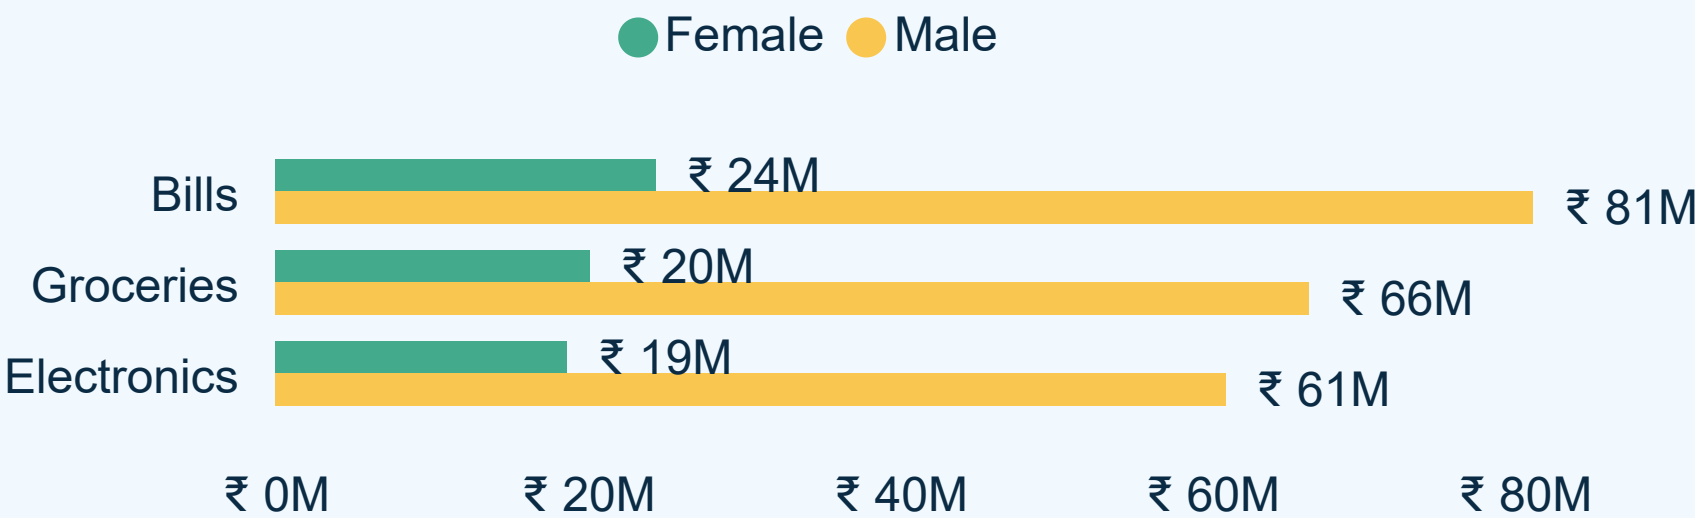 Female Male
Bills ₹ 24M
₹ 81M
Groceries ₹ 20M
₹ 66M
Electronics ₹ 19M
₹ 61M
₹ 0M ₹ 20M ₹ 40M ₹ 60M ₹ 80M